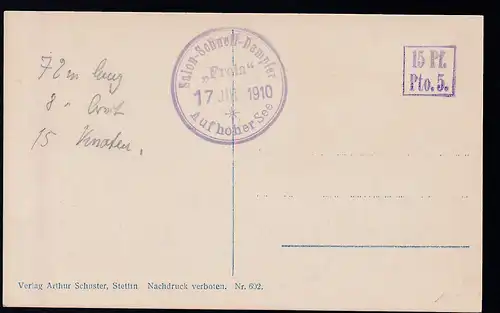 72 m lang
8 " breit
15 Knoten.
Salon-Schnell-Dampfer
„Freia“
17 JUL 1910
Auf hoher See
15 Pf.
Pto. 5.
Verlag Arthur Schuster, Stettin Nachdruck verboten. Nr. 602.